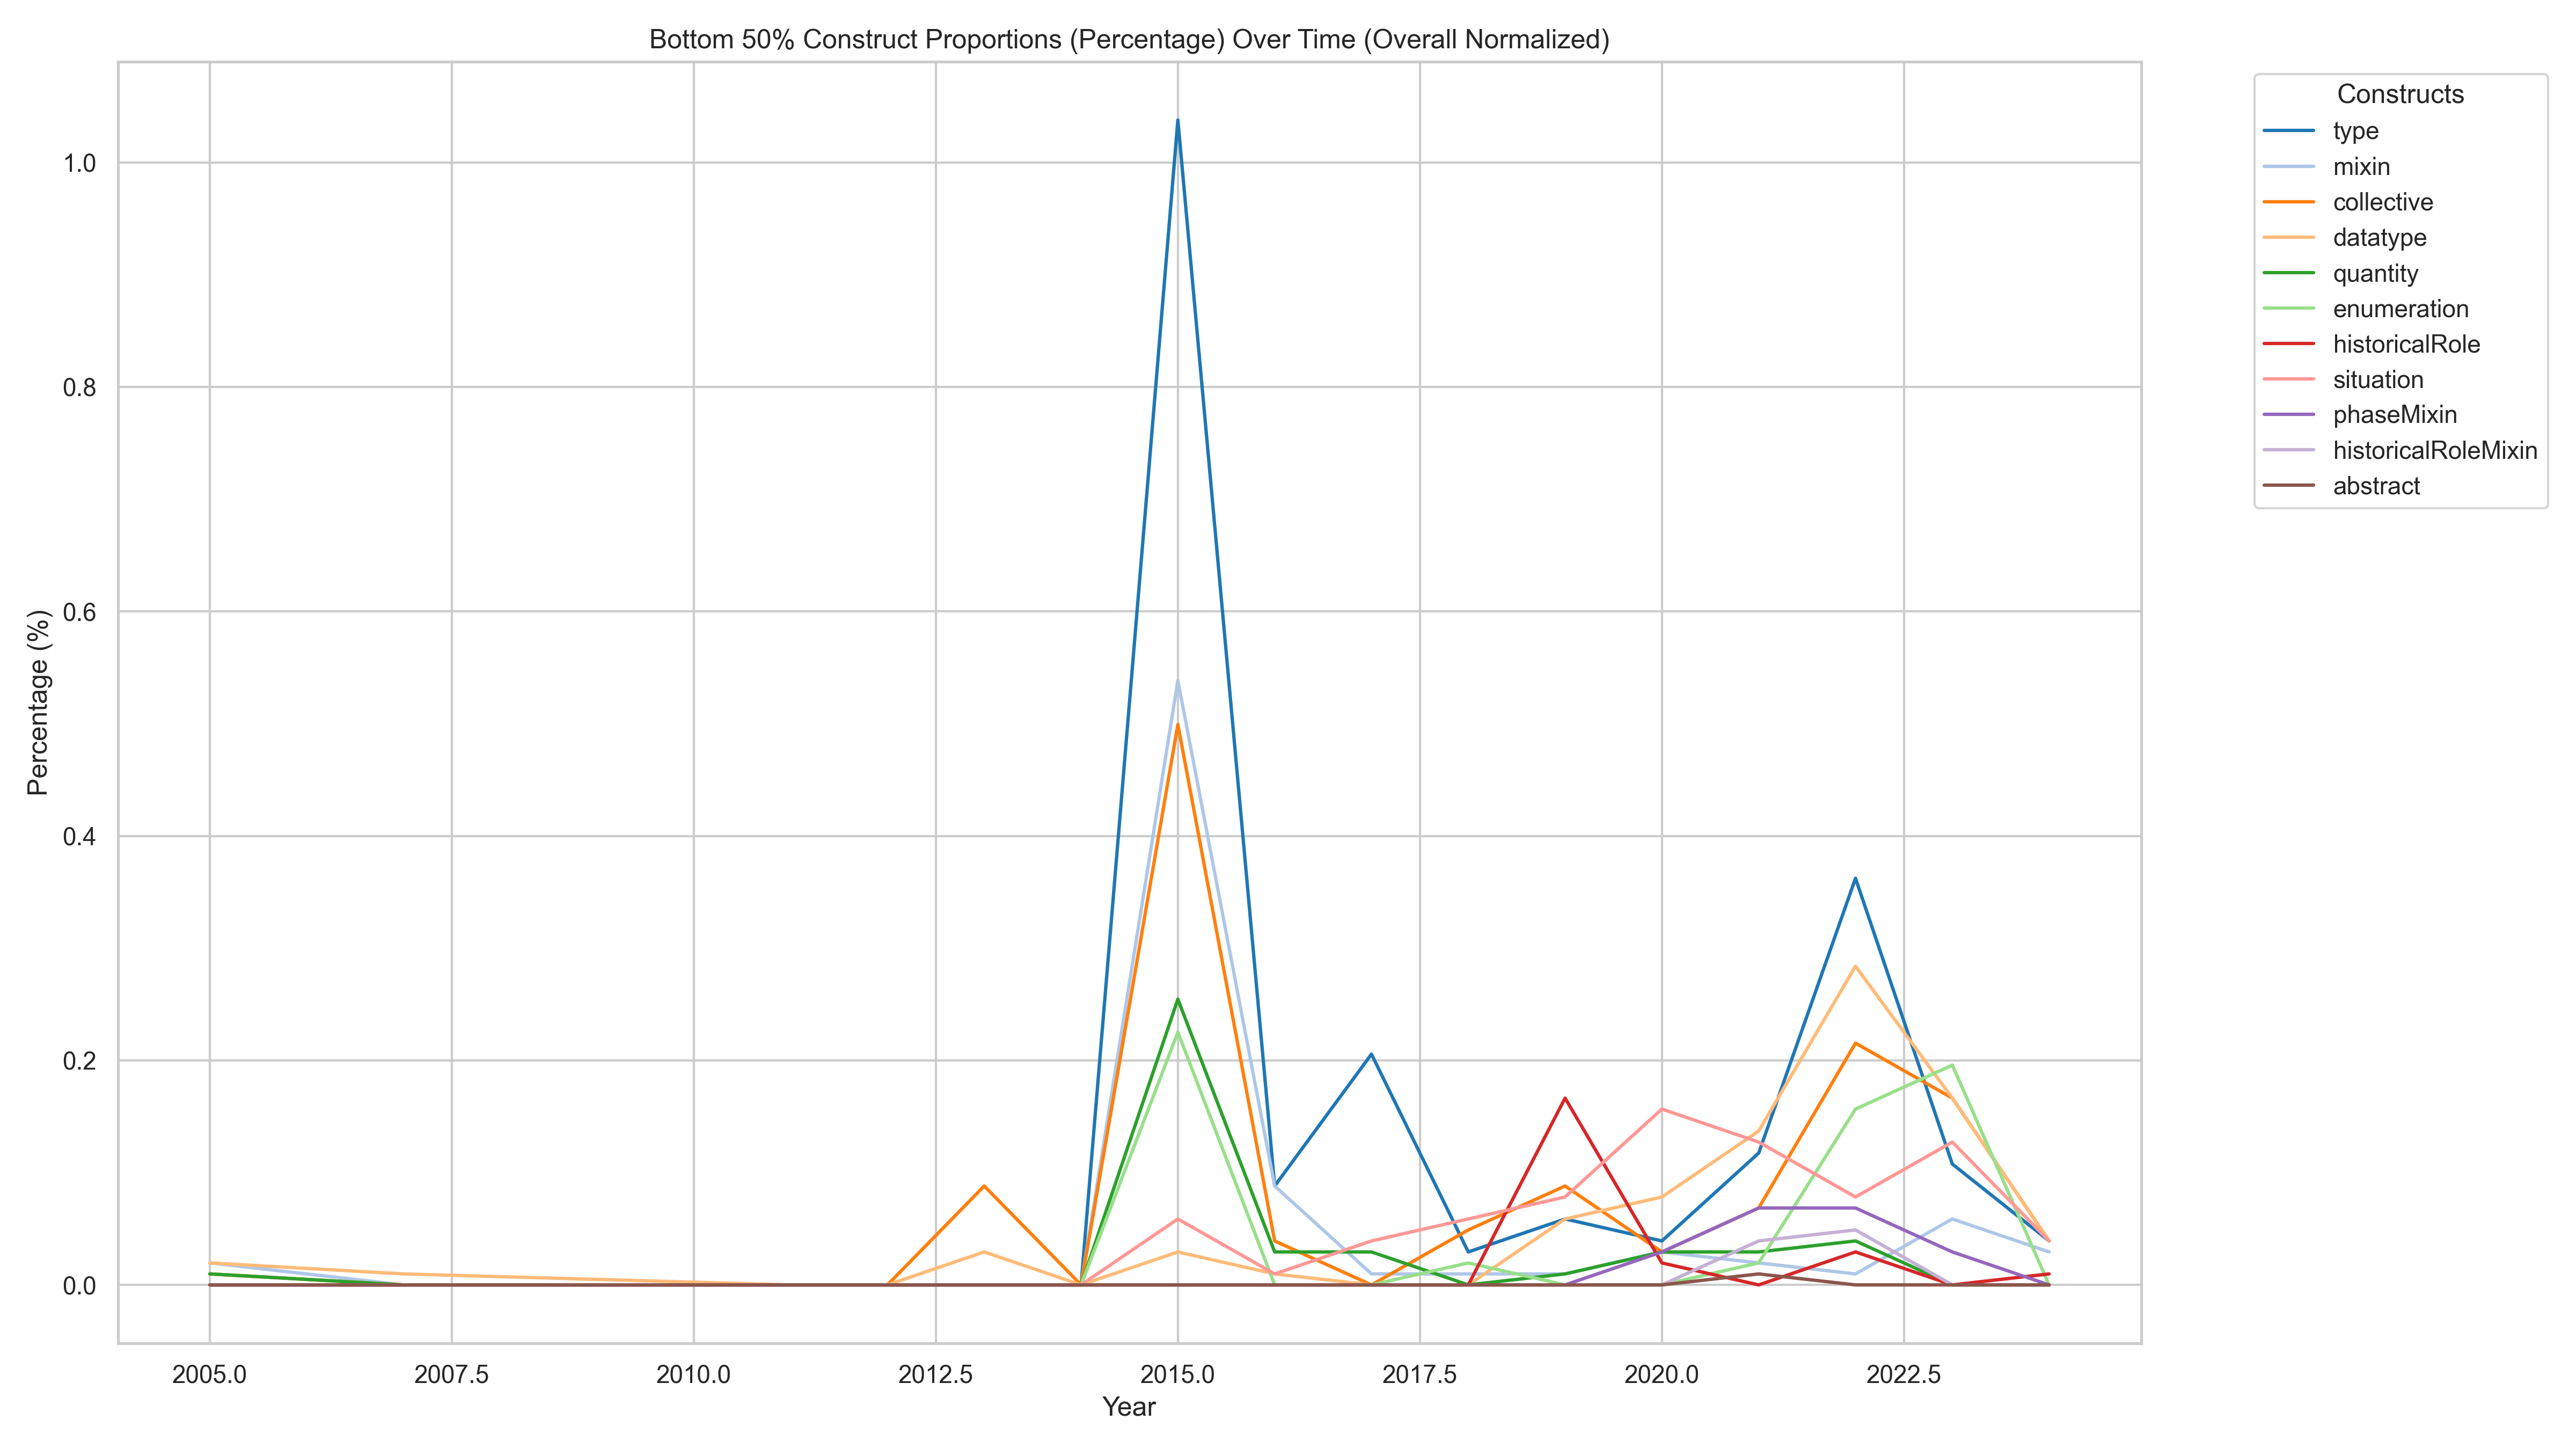 Bottom 50% Construct Proportions (Percentage) Over Time (Overall Normalized)
Constructs
type
mixin
collective
datatype
quantity
enumeration
historicalRole
situation
phaseMixin
historicalRoleMixin
abstract
Percentage (%)
1.0
0.8
0.6
0.4
0.2
0.0
2005.0 2007.5 2010.0 2012.5 2015.0 2017.5 2020.0 2022.5
Year